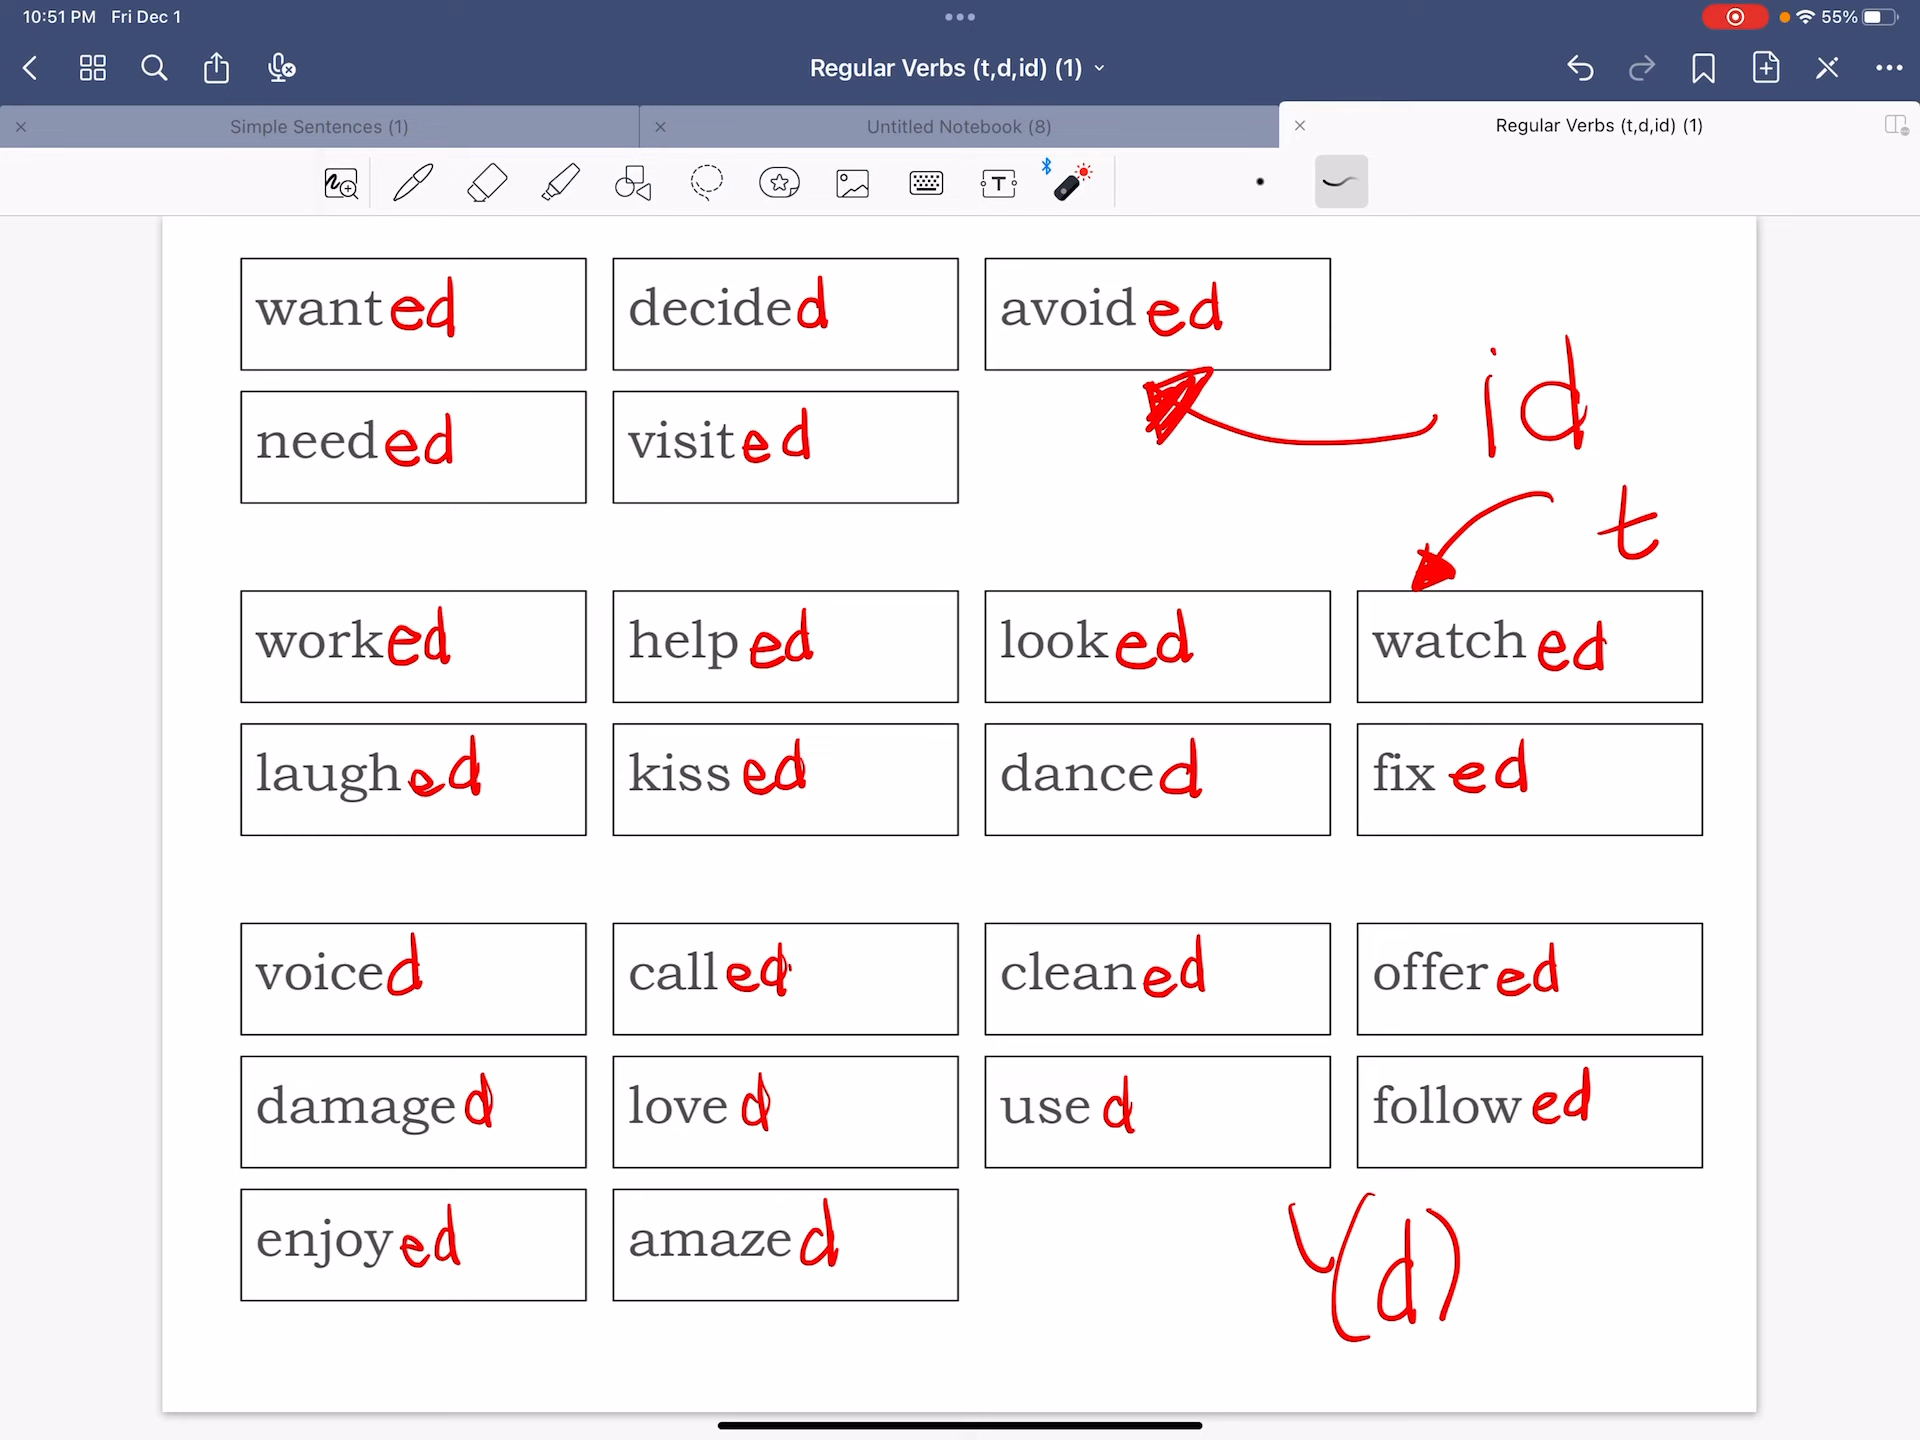 10:51 PM Fri Dec 1
55%
Regular Verbs (t,d,id) (1)
Simple Sentences (1) Untitled Notebook (8) Regular Verbs (t,d,id) (1)
T
wanted decided avoided
id
needed visited
t
worked helped looked watched
laughed kissed danced fixed
voiced called cleaned offered
damaged loved used followed
enjoyed amazed
(d)